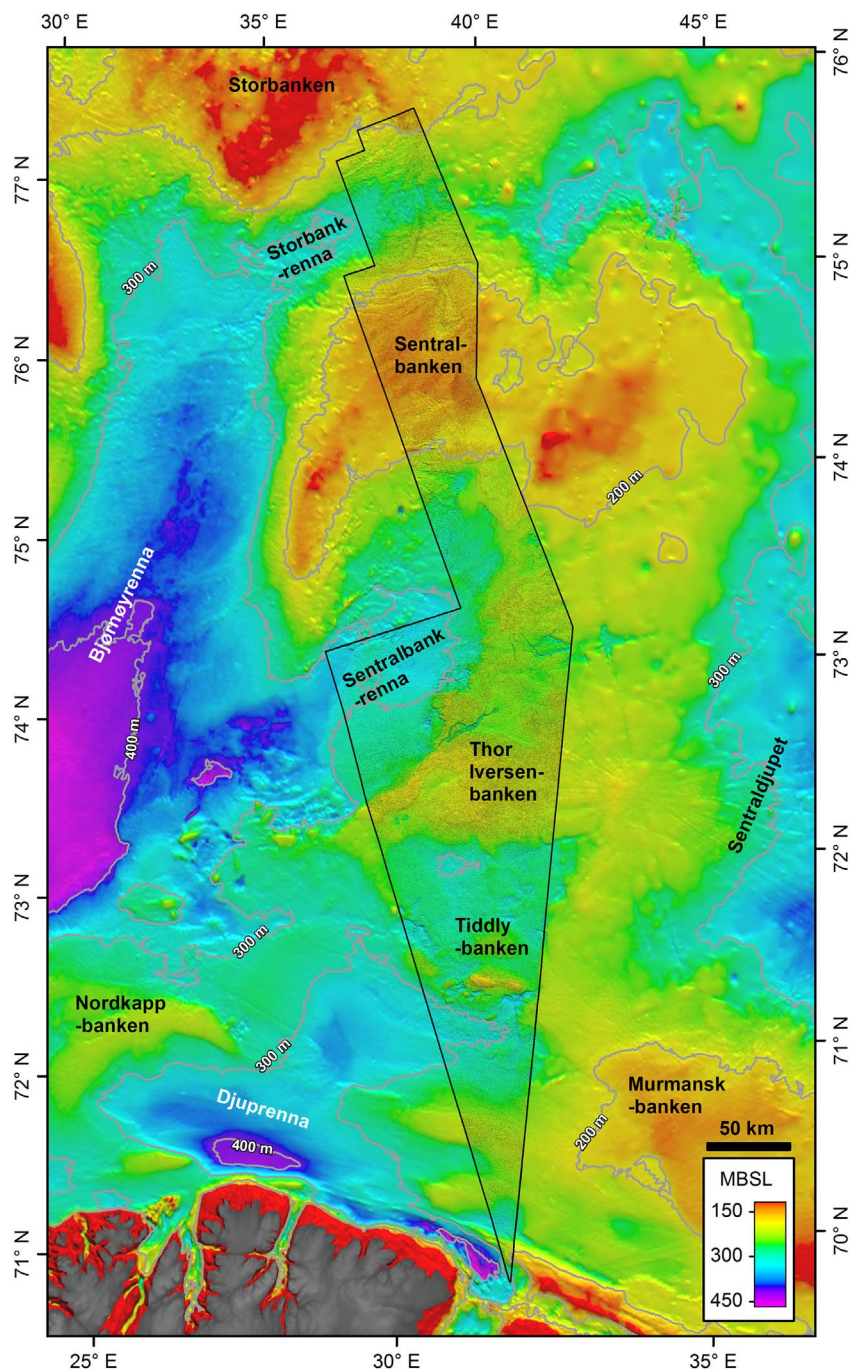 30° E
35° E
40° E
45° E
76° N
Storbanken
77° N
Storbank
-renna
75° N
300 m
76° N
Sentral-
banken
74° N
200 m
75° N
Bjørnøyrenna
73° N
Sentralbank
-renna
300 m
74° N
400 m
Thor
Iversen-
banken
Sentraldjupet
72° N
73° N
Tiddly
-banken
300 m
Nordkapp
-banken
71° N
300 m
72° N
Murmansk
-banken
Djuprenna
200 m
50 km
400 m
MBSL
150
300
450
70° N
71° N
25° E
30° E
35° E